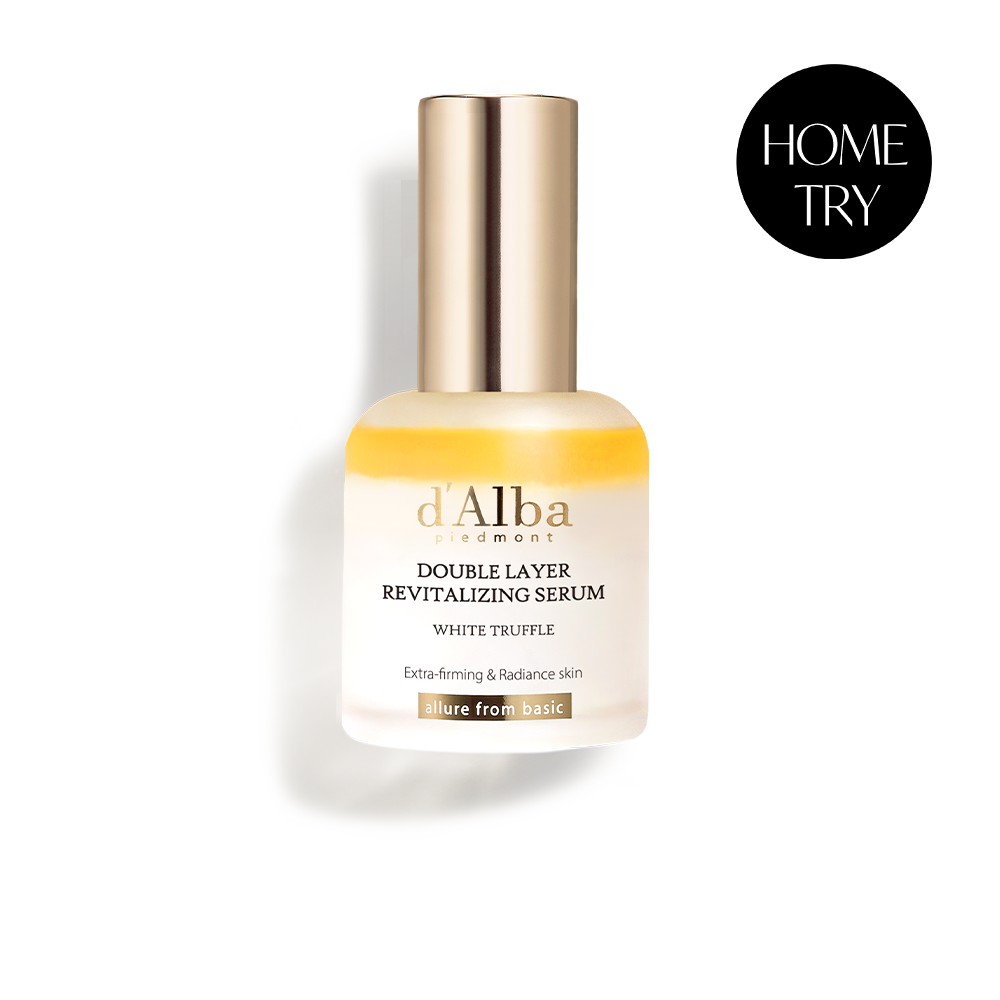 HOME
TRY
d'Alba
piedmont
DOUBLE LAYER
REVITALIZING SERUM
WHITE TRUFFLE
Extra-firming & Radiance skin
allure from basic